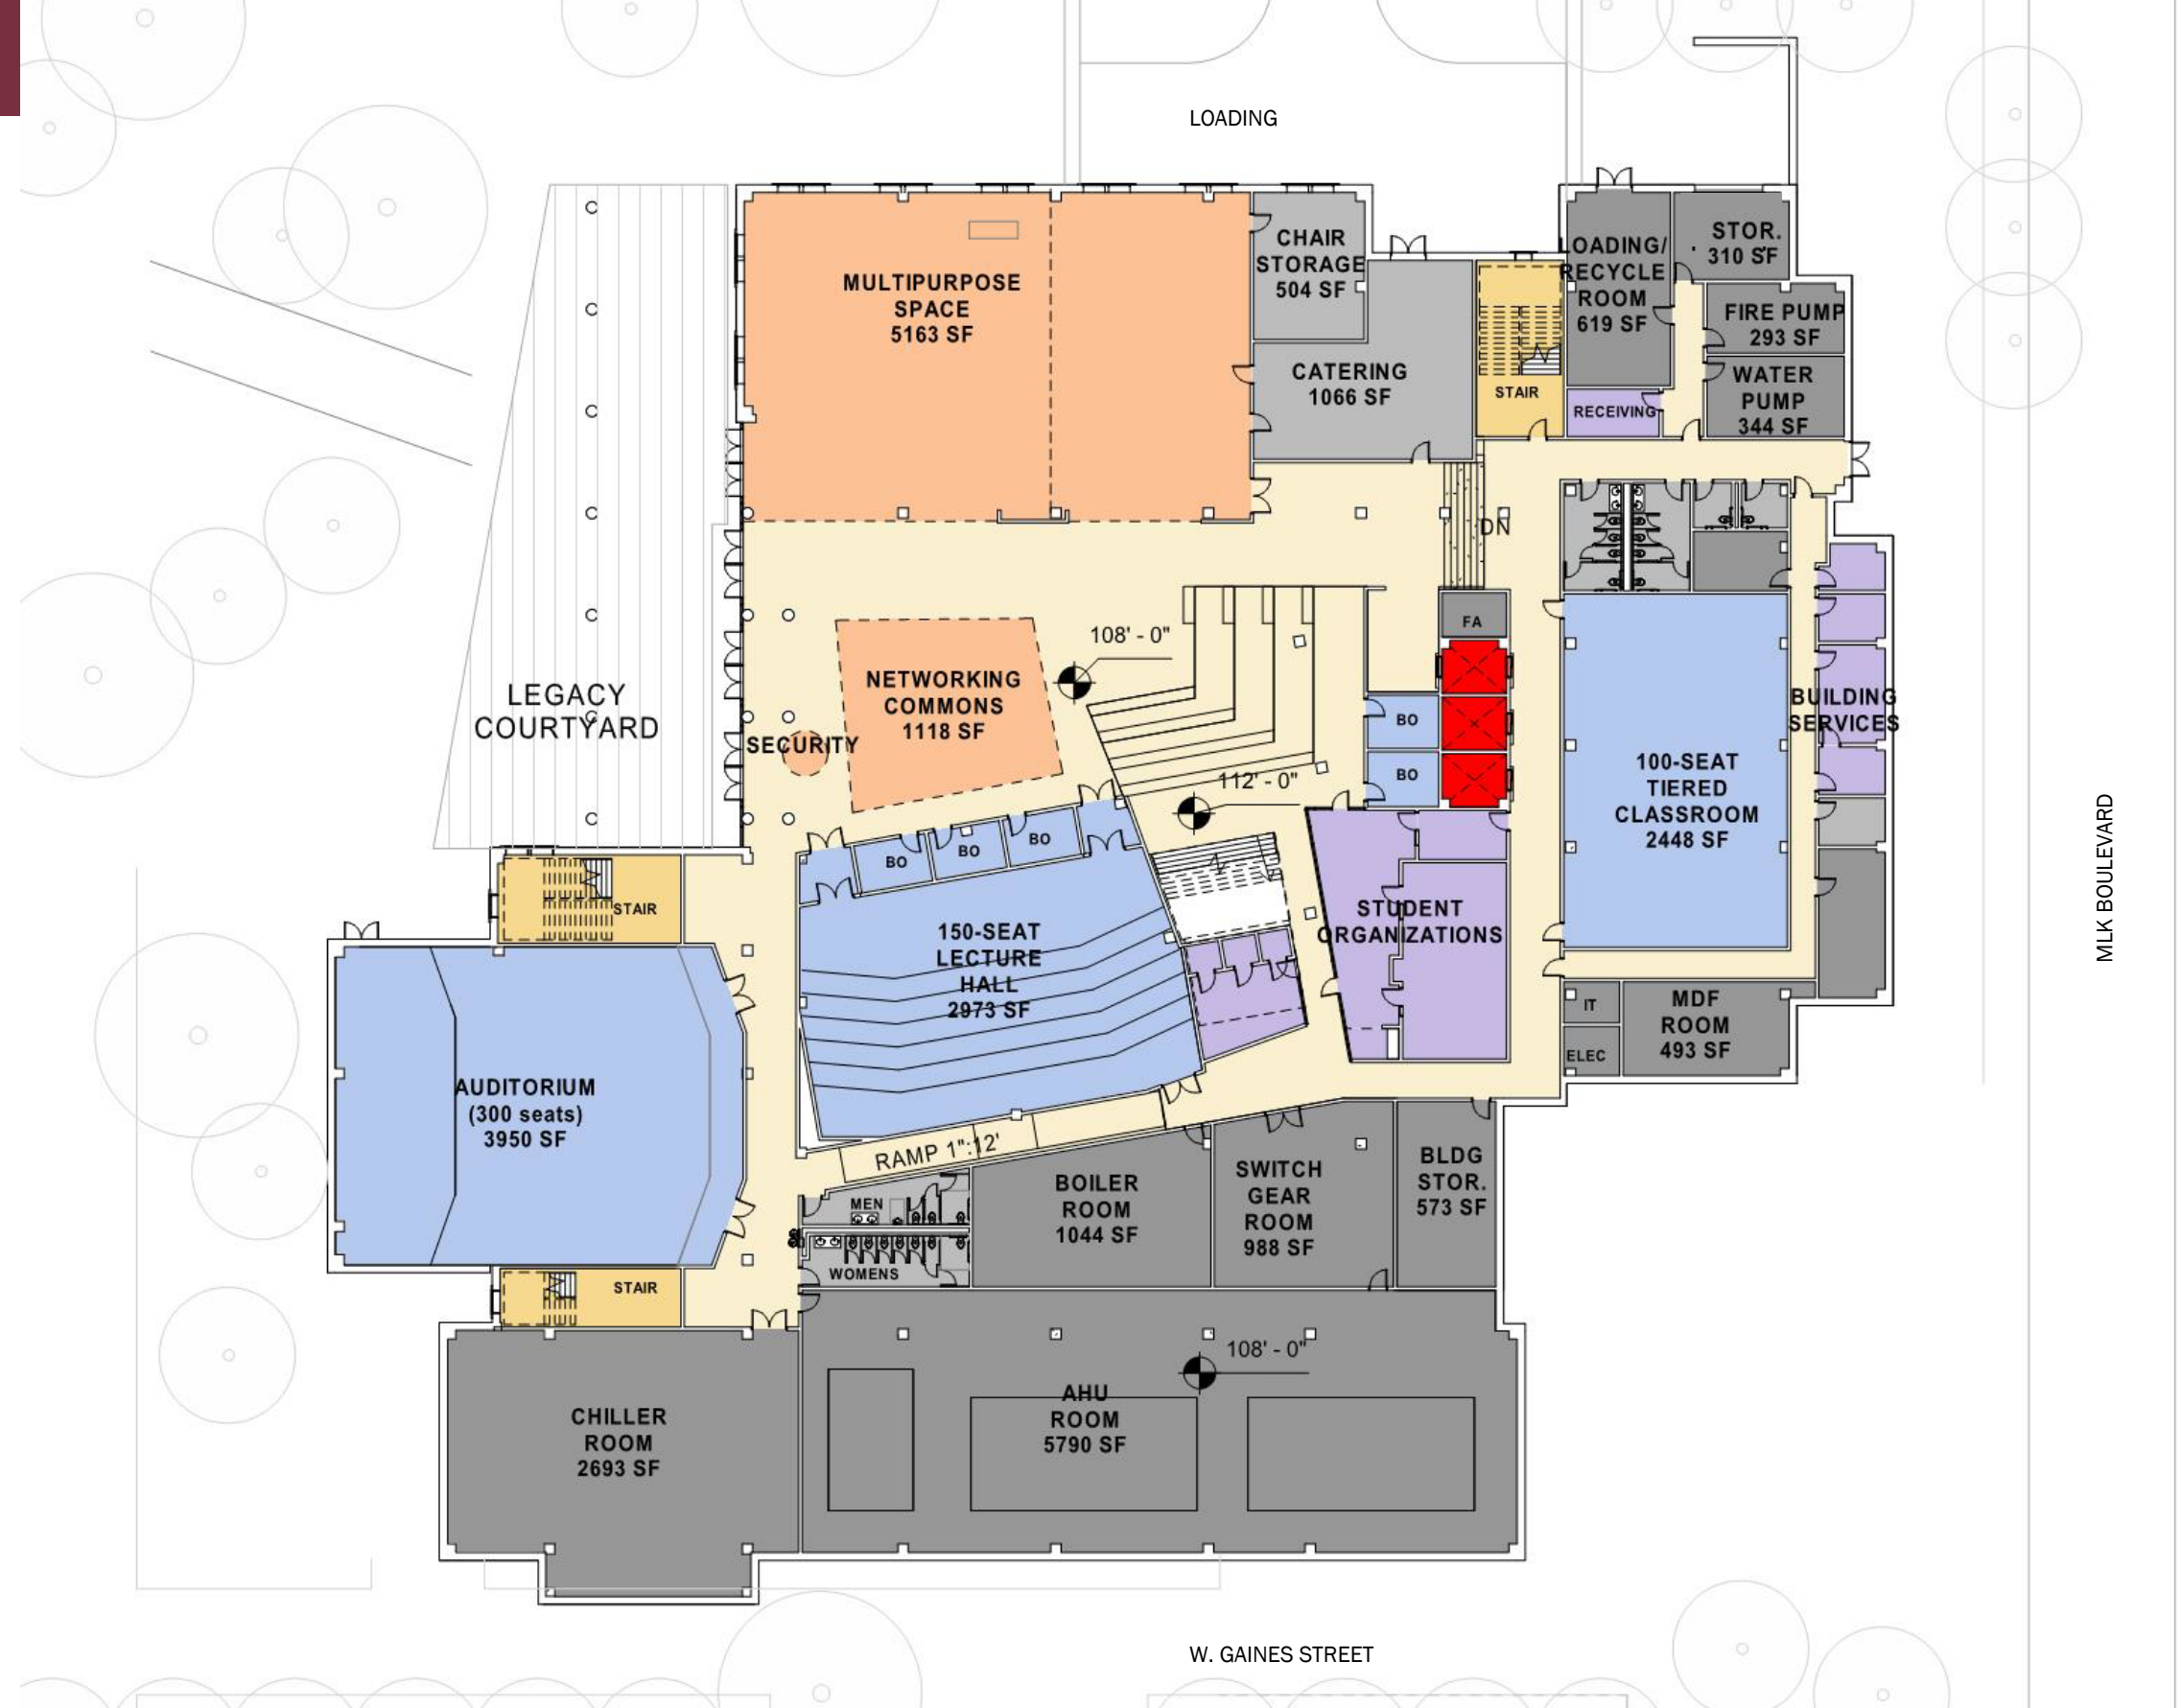 LOADING
MULTIPURPOSE
SPACE
5163 SF
CHAIR
STORAGE
504 SF
CATERING
1066 SF
STAIR
LOADING/
RECYCLE
ROOM
619 SF
RECEIVING
STOR.
310 SF
FIRE PUMP
293 SF
WATER
PUMP
344 SF
DN
FA
108' - 0"
NETWORKING
COMMONS
1118 SF
SECURITY
LEGACY
COURTYARD
BO
BO
112' - 0"
BUILDING
SERVICES
100-SEAT
TIERED
CLASSROOM
2448 SF
MLK BOULEVARD
BO
BO
BO
STAIR
150-SEAT
LECTURE
HALL
2973 SF
STUDENT
ORGANIZATIONS
IT
ELEC
MDF
ROOM
493 SF
AUDITORIUM
(300 seats)
3950 SF
RAMP 1":12'
MEN
WOMENS
BOILER
ROOM
1044 SF
SWITCH
GEAR
ROOM
988 SF
BLDG
STOR.
573 SF
STAIR
108' - 0"
CHILLER
ROOM
2693 SF
AHU
ROOM
5790 SF
W. GAINES STREET